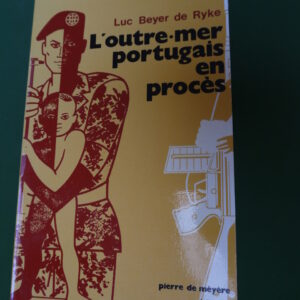 Luc Beyer de Ryke
L'outre-mer
portugais
en
procès
pierre de méyère